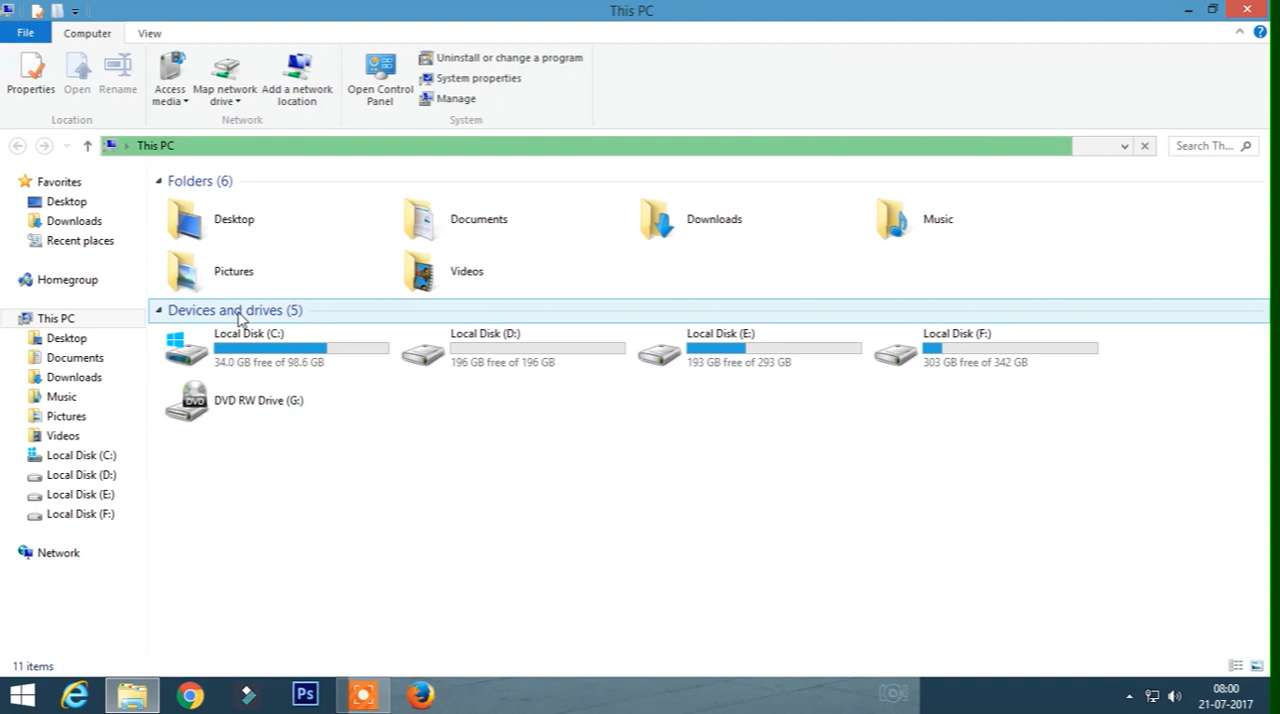 This PC
File Computer View
Properties Open Rename Access media Map network drive Add a network location Open Control Panel Uninstall or change a program
System properties
Manage
Location Network System
This PC Search Th...
Favorites
Desktop
Downloads
Recent places
Homegroup
This PC
Desktop
Documents
Downloads
Music
Pictures
Videos
Local Disk (C:)
Local Disk (D:)
Local Disk (E:)
Local Disk (F:)
Network
Folders (6)
Desktop Documents Downloads Music
Pictures Videos
Devices and drives (5)
Local Disk (C:) Local Disk (D:) Local Disk (E:) Local Disk (F:)
34.0 GB free of 98.6 GB 196 GB free of 196 GB 193 GB free of 293 GB 303 GB free of 342 GB
DVD DVD RW Drive (G:)
11 items
Ps
08:00
21-07-2017